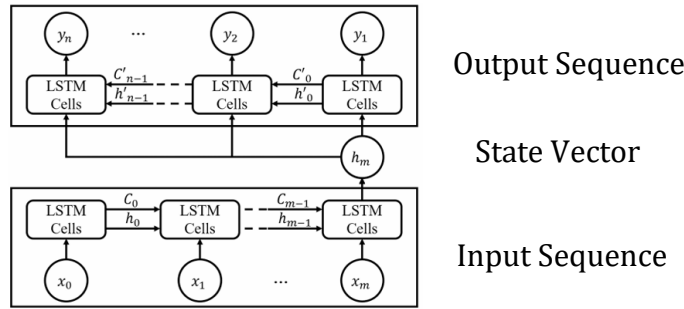 yₙ ... y₂ y₁
C'ₙ₋₁ C'₀
LSTM Cells h'ₙ₋₁ LSTM Cells h'₀ LSTM Cells
Output Sequence
hₘ
State Vector
C₀ Cₘ₋₁
LSTM Cells h₀ LSTM Cells hₘ₋₁ LSTM Cells
Input Sequence
x₀ x₁ ... xₘ